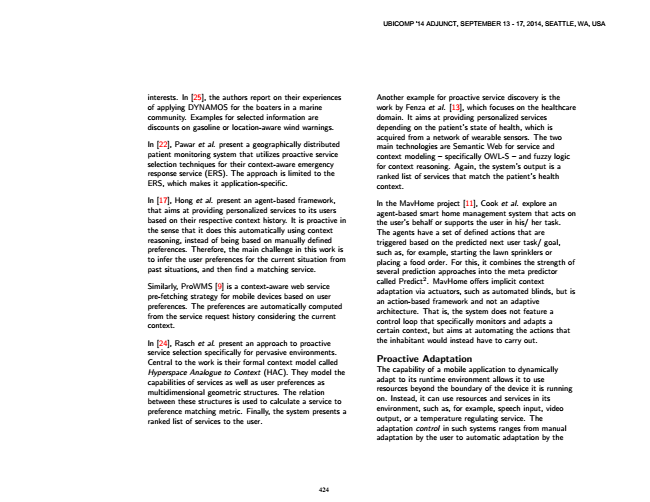 UBICOMP '14 ADJUNCT, SEPTEMBER 13 - 17, 2014, SEATTLE, WA, USA
interests. In [25], the authors report on their experiences
of applying DYNAMOS for the boaters in a marine
community. Examples for selected information are
discounts on gasoline or location-aware wind warnings.
In [22], Pawar et al. present a geographically distributed
patient monitoring system that utilizes proactive service
selection techniques for their context-aware emergency
response service (ERS). The approach is limited to the
ERS, which makes it application-specific.
In [17], Hong et al. present an agent-based framework,
that aims at providing personalized services to its users
based on their respective context history. It is proactive in
the sense that it does this automatically using context
reasoning, instead of being based on manually defined
preferences. Therefore, the main challenge in this work is
to infer the user preferences for the current situation from
past situations, and then find a matching service.
Similarly, ProWMS [9] is a context-aware web service
pre-fetching strategy for mobile devices based on user
preferences. The preferences are automatically computed
from the service request history considering the current
context.
In [24], Rasch et al. present an approach to proactive
service selection specifically for pervasive environments.
Central to the work is their formal context model called
Hyperspace Analogue to Context (HAC). They model the
capabilities of services as well as user preferences as
multidimensional geometric structures. The relation
between these structures is used to calculate a service to
preference matching metric. Finally, the system presents a
ranked list of services to the user.
Another example for proactive service discovery is the
work by Fenza et al. [13], which focuses on the healthcare
domain. It aims at providing personalized services
depending on the patient's state of health, which is
acquired from a network of wearable sensors. The two
main technologies are Semantic Web for service and
context modeling – specifically OWL-S – and fuzzy logic
for context reasoning. Again, the system's output is a
ranked list of services that match the patient's health
context.
In the MavHome project [11], Cook et al. explore an
agent-based smart home management system that acts on
the user's behalf or supports the user in his/ her task.
The agents have a set of defined actions that are
triggered based on the predicted next user task/ goal,
such as, for example, starting the lawn sprinklers or
placing a food order. For this, it combines the strength of
several prediction approaches into the meta predictor
called Predict². MavHome offers implicit context
adaptation via actuators, such as automated blinds, but is
an action-based framework and not an adaptive
architecture. That is, the system does not feature a
control loop that specifically monitors and adapts a
certain context, but aims at automating the actions that
the inhabitant would instead have to carry out.
Proactive Adaptation
The capability of a mobile application to dynamically
adapt to its runtime environment allows it to use
resources beyond the boundary of the device it is running
on. Instead, it can use resources and services in its
environment, such as, for example, speech input, video
output, or a temperature regulating service. The
adaptation control in such systems ranges from manual
adaptation by the user to automatic adaptation by the
424